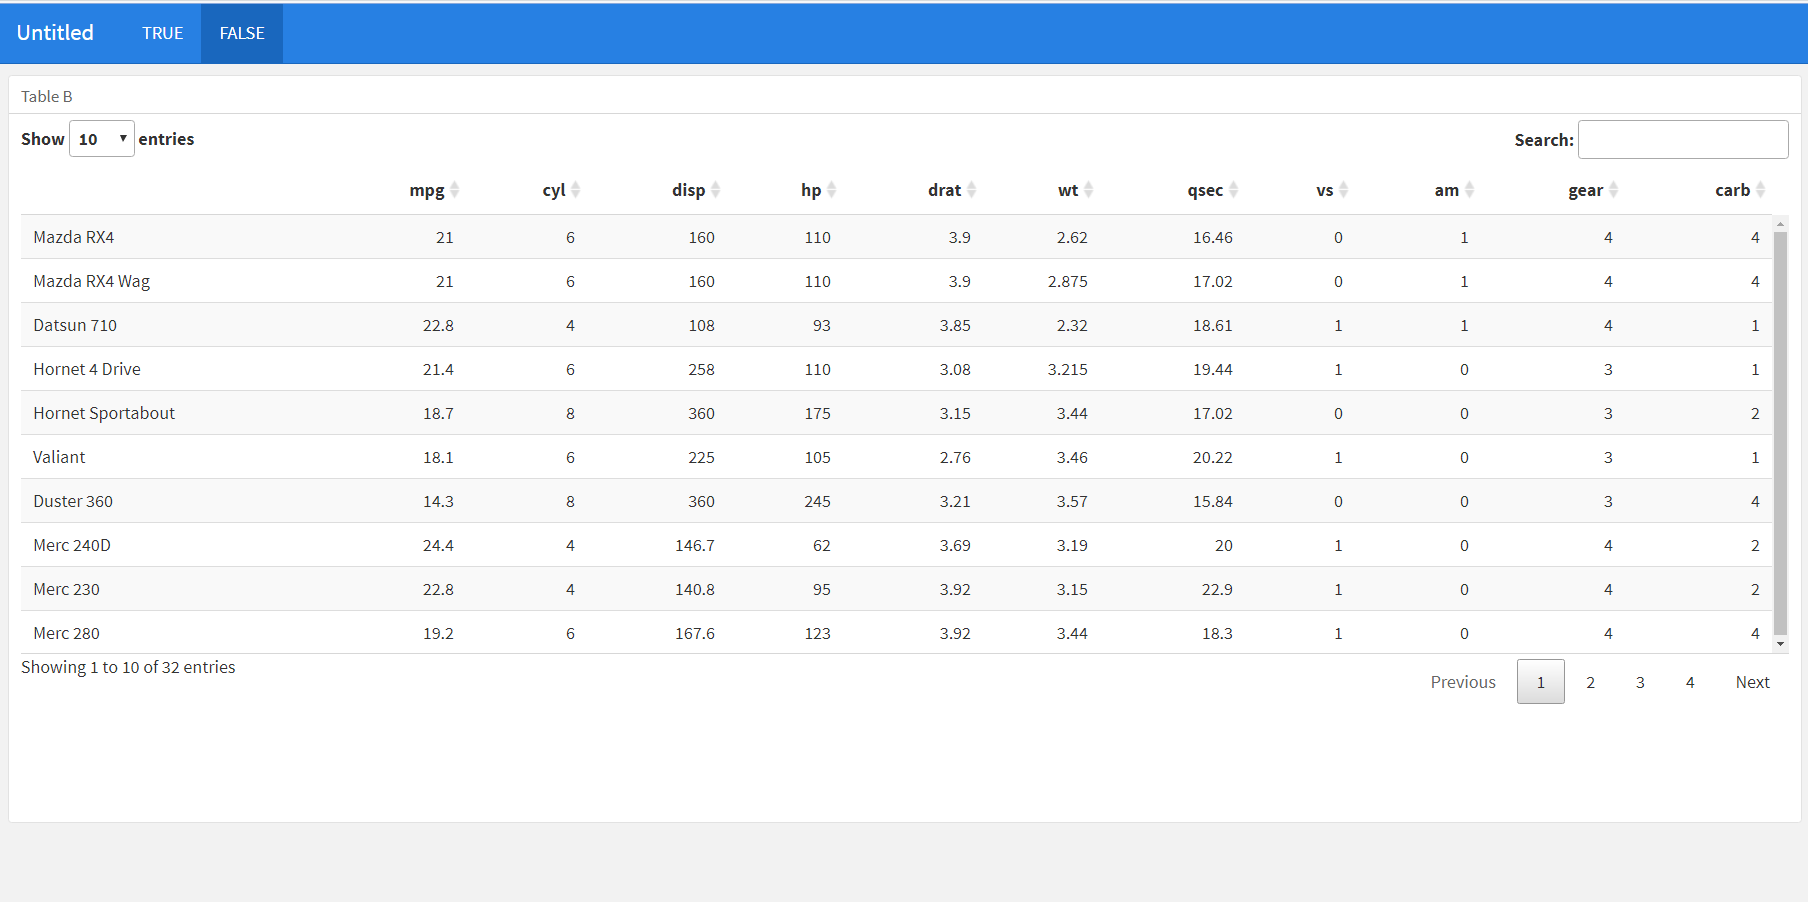 Untitled TRUE FALSE
Table B
Show 10 entries Search:
mpg cyl disp hp drat wt qsec vs am gear carb
Mazda RX4 21 6 160 110 3.9 2.62 16.46 0 1 4 4
Mazda RX4 Wag 21 6 160 110 3.9 2.875 17.02 0 1 4 4
Datsun 710 22.8 4 108 93 3.85 2.32 18.61 1 1 4 1
Hornet 4 Drive 21.4 6 258 110 3.08 3.215 19.44 1 0 3 1
Hornet Sportabout 18.7 8 360 175 3.15 3.44 17.02 0 0 3 2
Valiant 18.1 6 225 105 2.76 3.46 20.22 1 0 3 1
Duster 360 14.3 8 360 245 3.21 3.57 15.84 0 0 3 4
Merc 240D 24.4 4 146.7 62 3.69 3.19 20 1 0 4 2
Merc 230 22.8 4 140.8 95 3.92 3.15 22.9 1 0 4 2
Merc 280 19.2 6 167.6 123 3.92 3.44 18.3 1 0 4 4
Showing 1 to 10 of 32 entries
Previous 1 2 3 4 Next